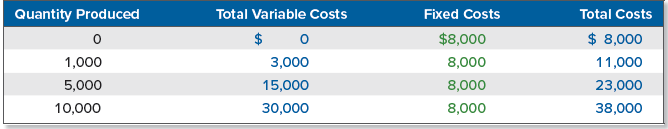 Quantity Produced Total Variable Costs Fixed Costs Total Costs
0 $ 0 $8,000 $ 8,000
1,000 3,000 8,000 11,000
5,000 15,000 8,000 23,000
10,000 30,000 8,000 38,000